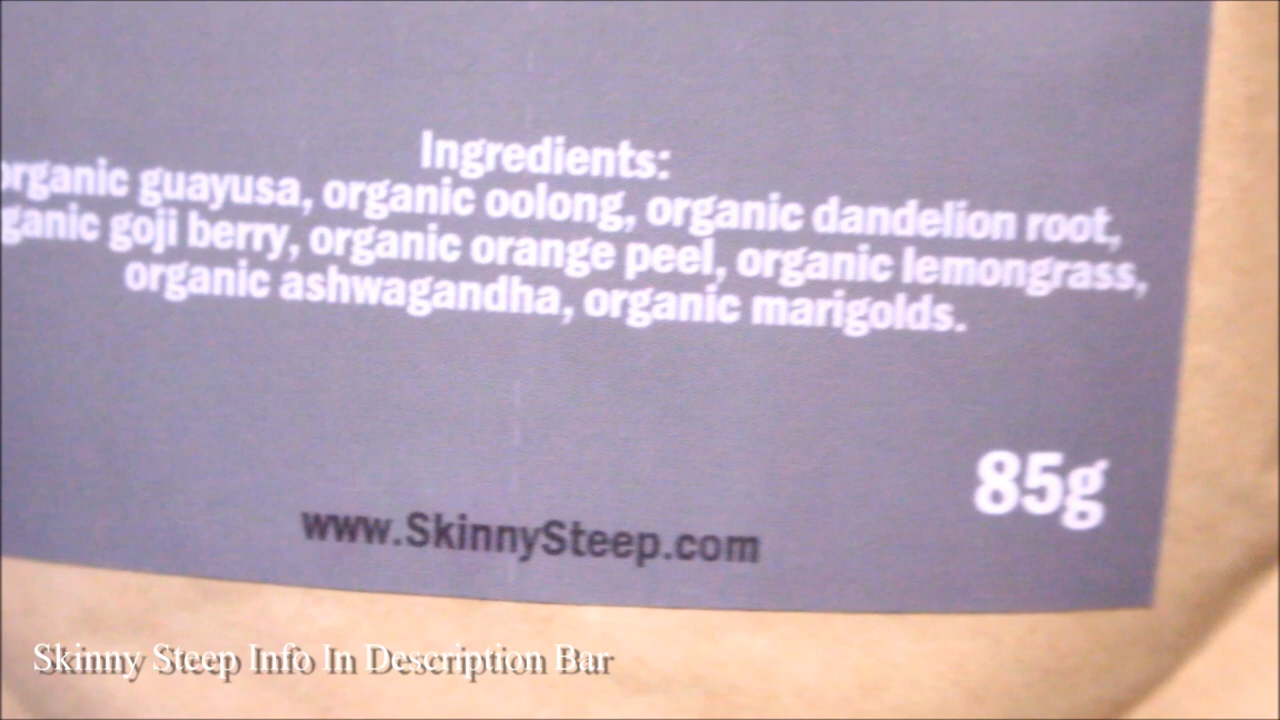 Ingredients:
organic guayusa, organic oolong, organic dandelion root,
ganic goji berry, organic orange peel, organic lemongrass,
organic ashwagandha, organic marigolds.
85g
www.SkinnySteep.com
Skinny Steep Info In Description Bar